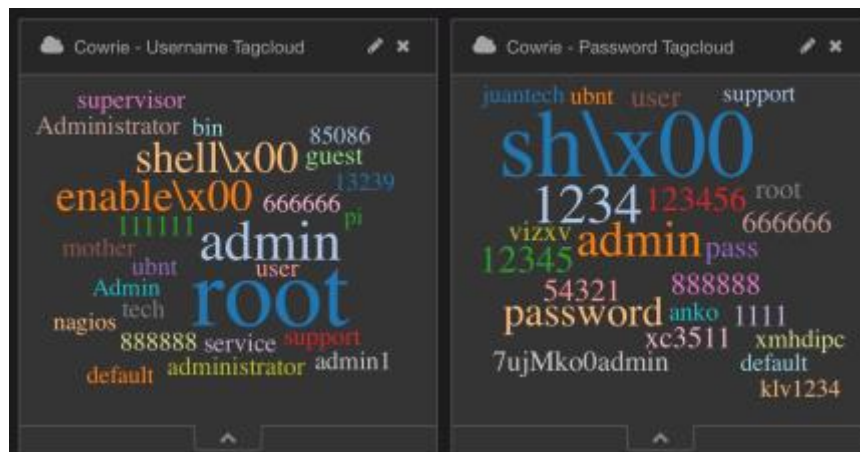 Cowrie - Username Tagcloud
supervisor
Administrator bin
85086
shell\x00 guest
13239
enable\x00 666666
111111 pi
mother admin
ubnt user
Admin
root
tech
nagios
888888 service support
default administrator admin1
Cowrie - Password Tagcloud
juantech ubnt user support
sh\x00
1234 123456 root
666666
vizxv admin pass
12345
54321 888888
password anko 1111
xc3511 xmhdipc
7ujMko0admin default
klv1234